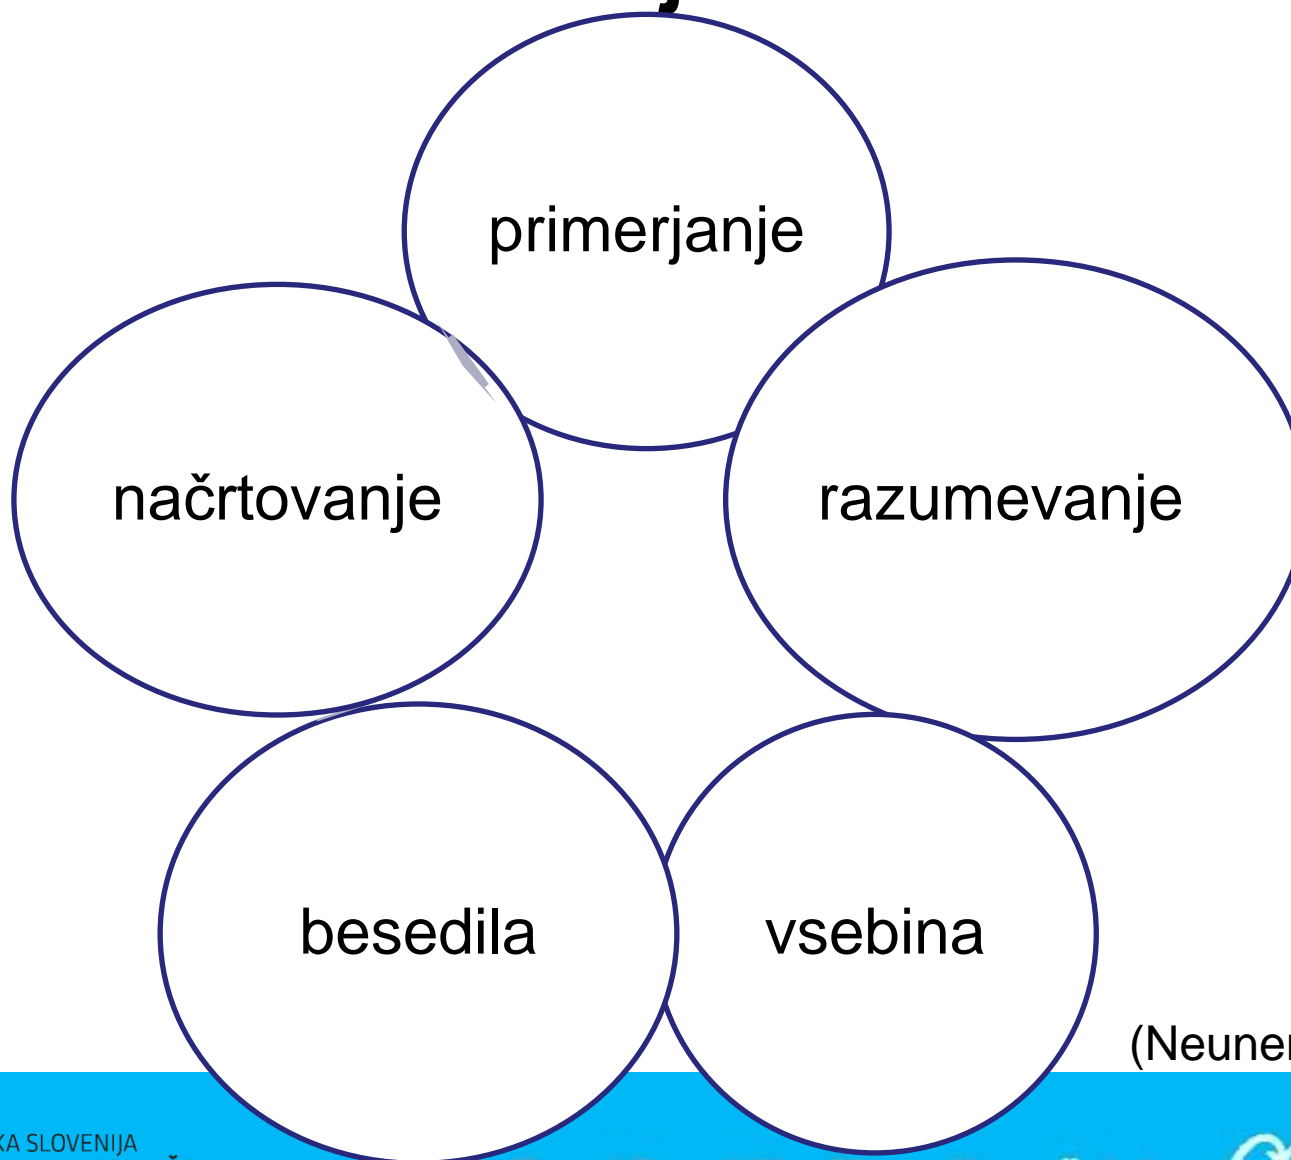 primerjanje
načrtovanje
razumevanje
besedila
vsebina
(Neuner
KA SLOVENIJA